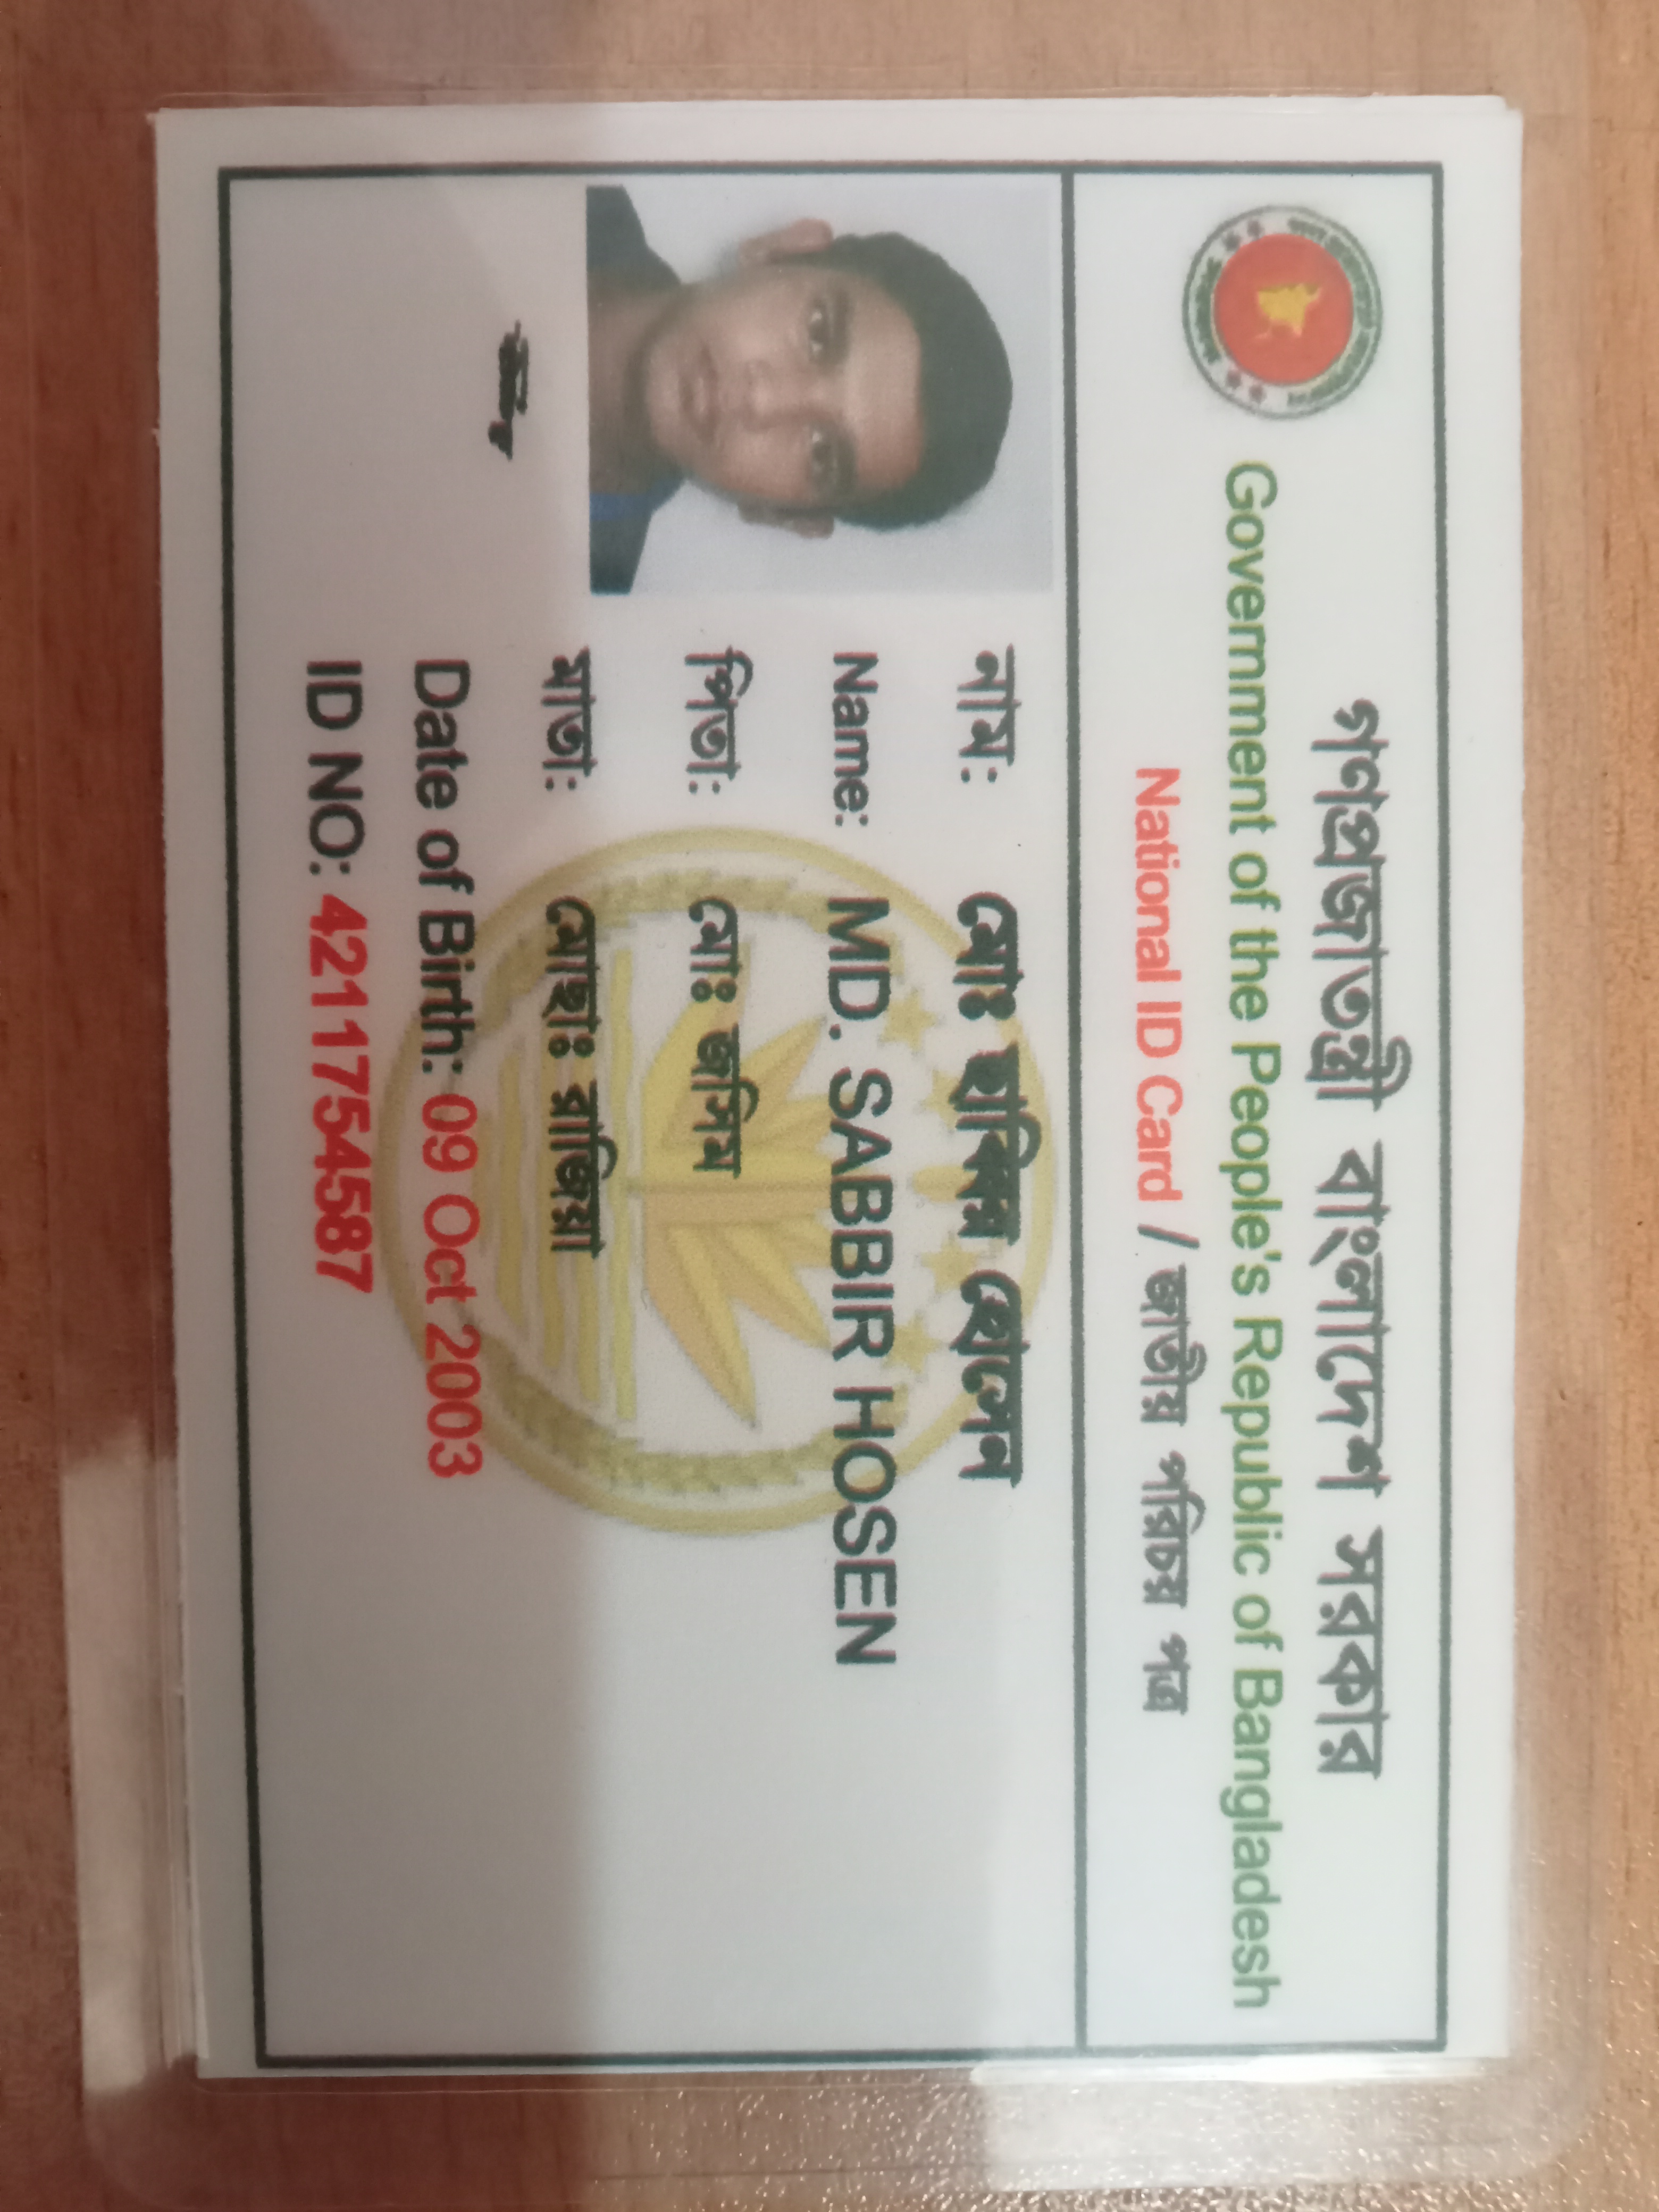 গণপ্রজাতন্ত্রী বাংলাদেশ সরকার
Government of the People's Republic of Bangladesh
National ID Card / জাতীয় পরিচয় পত্র
নাম: মোঃ ছাব্বির হোসেন
Name: MD. SABBIR HOSEN
পিতা: মোঃ জসিম
মাতা: মোছাঃ রাজিয়া
Date of Birth: 09 Oct 2003
ID NO: 4211754587